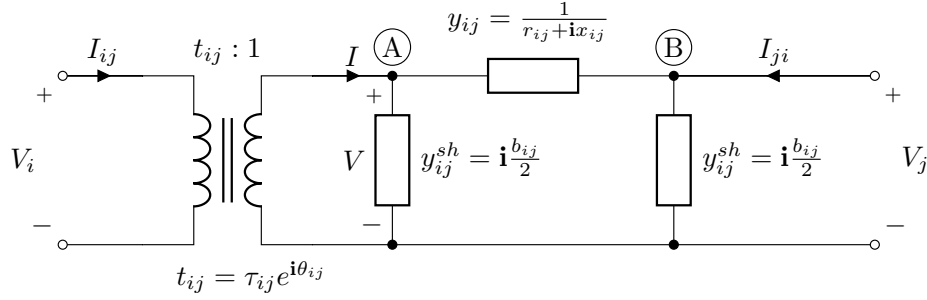 y_{ij} = \frac{1}{r_{ij}+\mathbf{i}x_{ij}}
I_{ij}
t_{ij} : 1
I
A
B
I_{ji}
+
+
+
V_i
V
y_{ij}^{sh} = \mathbf{i}\frac{b_{ij}}{2}
y_{ij}^{sh} = \mathbf{i}\frac{b_{ij}}{2}
V_j
−
−
−
t_{ij} = \tau_{ij}e^{\mathbf{i}\theta_{ij}}